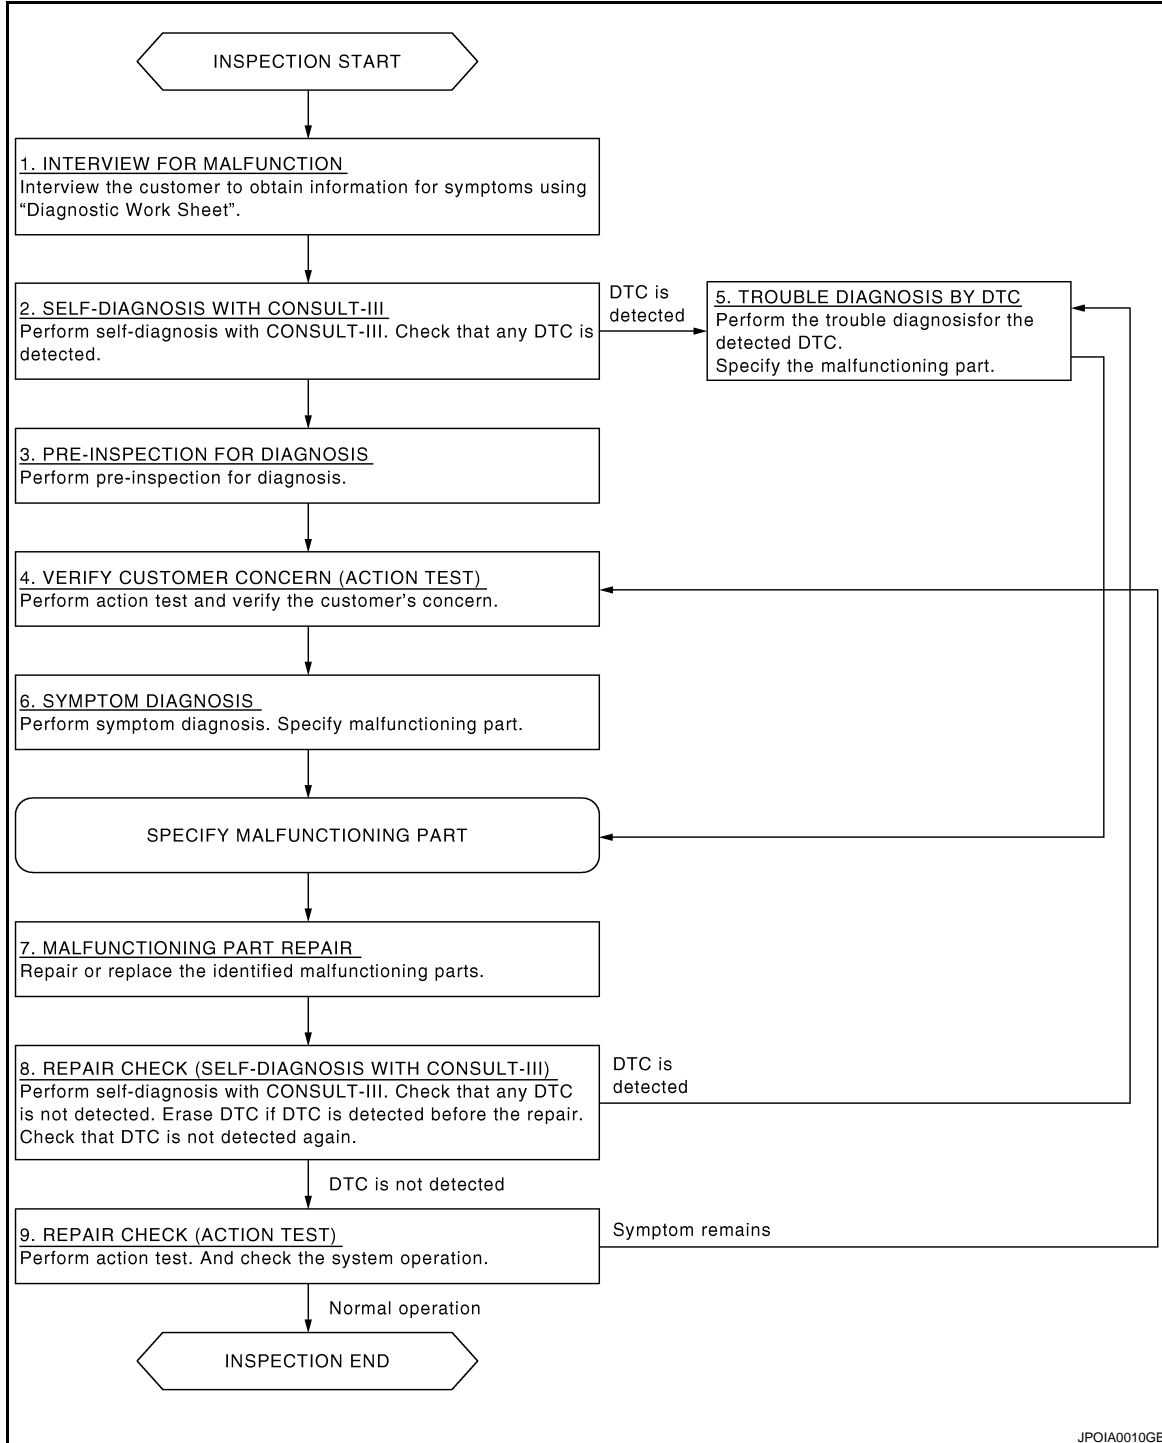 INSPECTION START
1. INTERVIEW FOR MALFUNCTION
Interview the customer to obtain information for symptoms using
“Diagnostic Work Sheet”.
2. SELF-DIAGNOSIS WITH CONSULT-III
Perform self-diagnosis with CONSULT-III. Check that any DTC is
detected.
DTC is
detected
5. TROUBLE DIAGNOSIS BY DTC
Perform the trouble diagnosisfor the
detected DTC.
Specify the malfunctioning part.
3. PRE-INSPECTION FOR DIAGNOSIS
Perform pre-inspection for diagnosis.
4. VERIFY CUSTOMER CONCERN (ACTION TEST)
Perform action test and verify the customer’s concern.
6. SYMPTOM DIAGNOSIS
Perform symptom diagnosis. Specify malfunctioning part.
SPECIFY MALFUNCTIONING PART
7. MALFUNCTIONING PART REPAIR
Repair or replace the identified malfunctioning parts.
8. REPAIR CHECK (SELF-DIAGNOSIS WITH CONSULT-III)
Perform self-diagnosis with CONSULT-III. Check that any DTC
is not detected. Erase DTC if DTC is detected before the repair.
Check that DTC is not detected again.
DTC is
detected
DTC is not detected
9. REPAIR CHECK (ACTION TEST)
Perform action test. And check the system operation.
Symptom remains
Normal operation
INSPECTION END
JPOIA0010GB